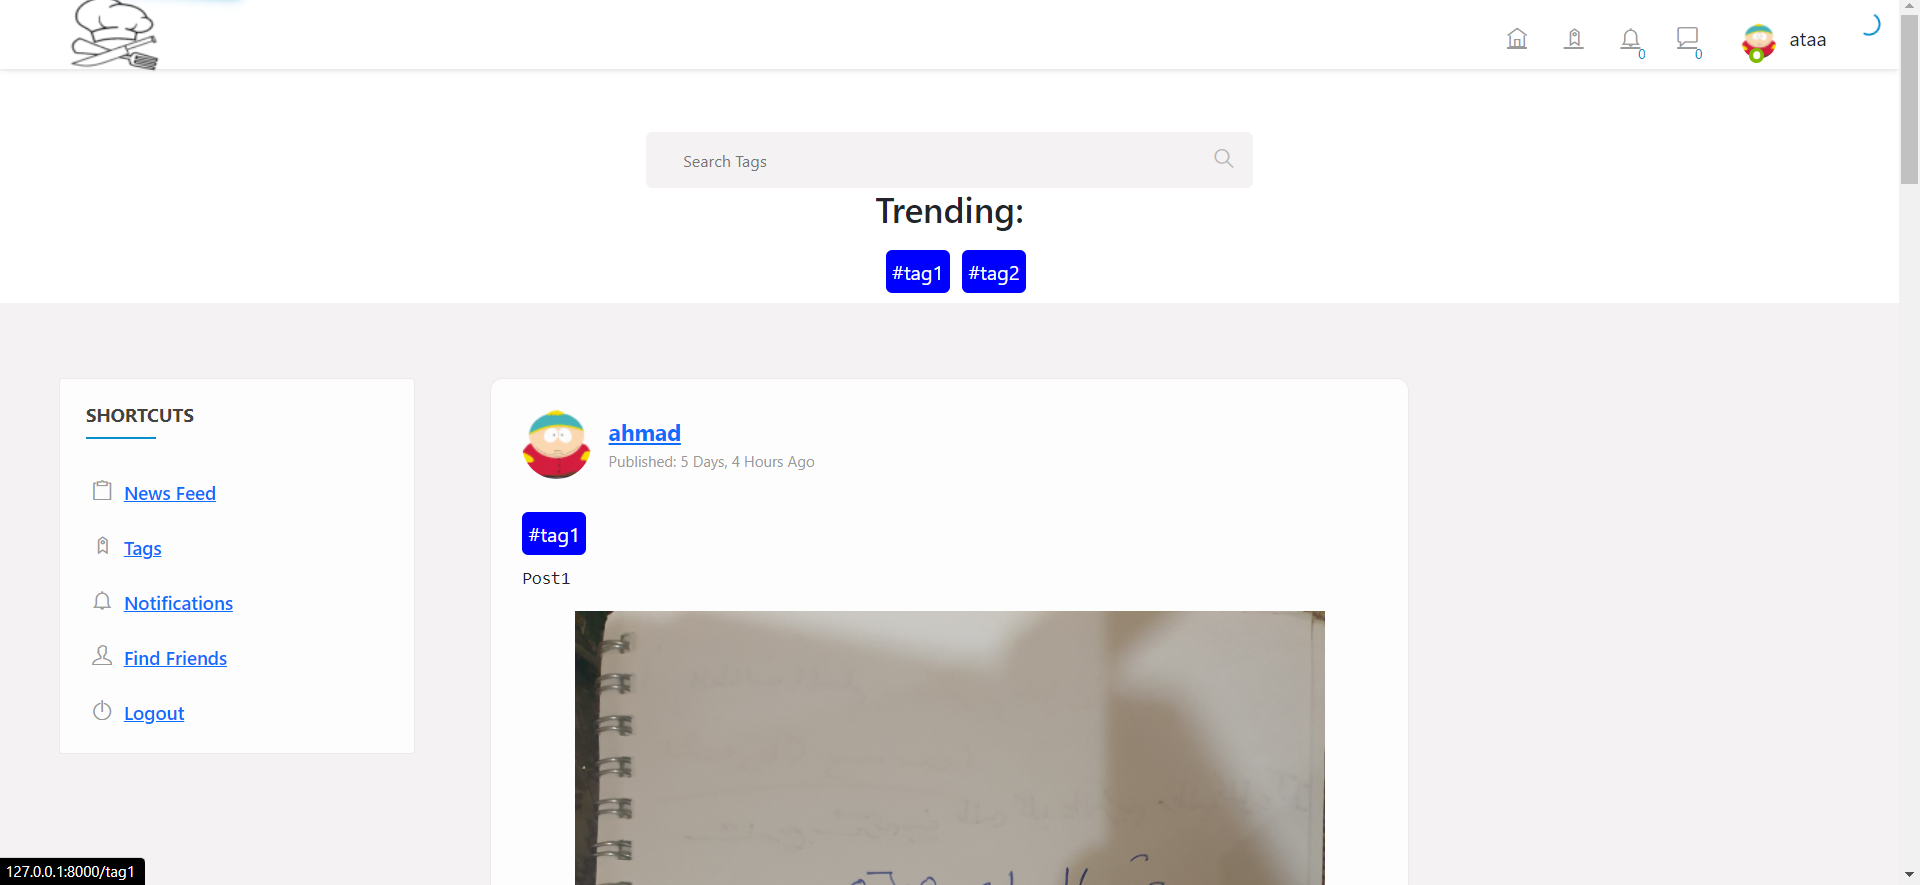 0
0
ataa
Search Tags
Trending:
#tag1 #tag2
SHORTCUTS
News Feed
Tags
Notifications
Find Friends
Logout
ahmad
Published: 5 Days, 4 Hours Ago
#tag1
Post1
127.0.0.1:8000/tag1